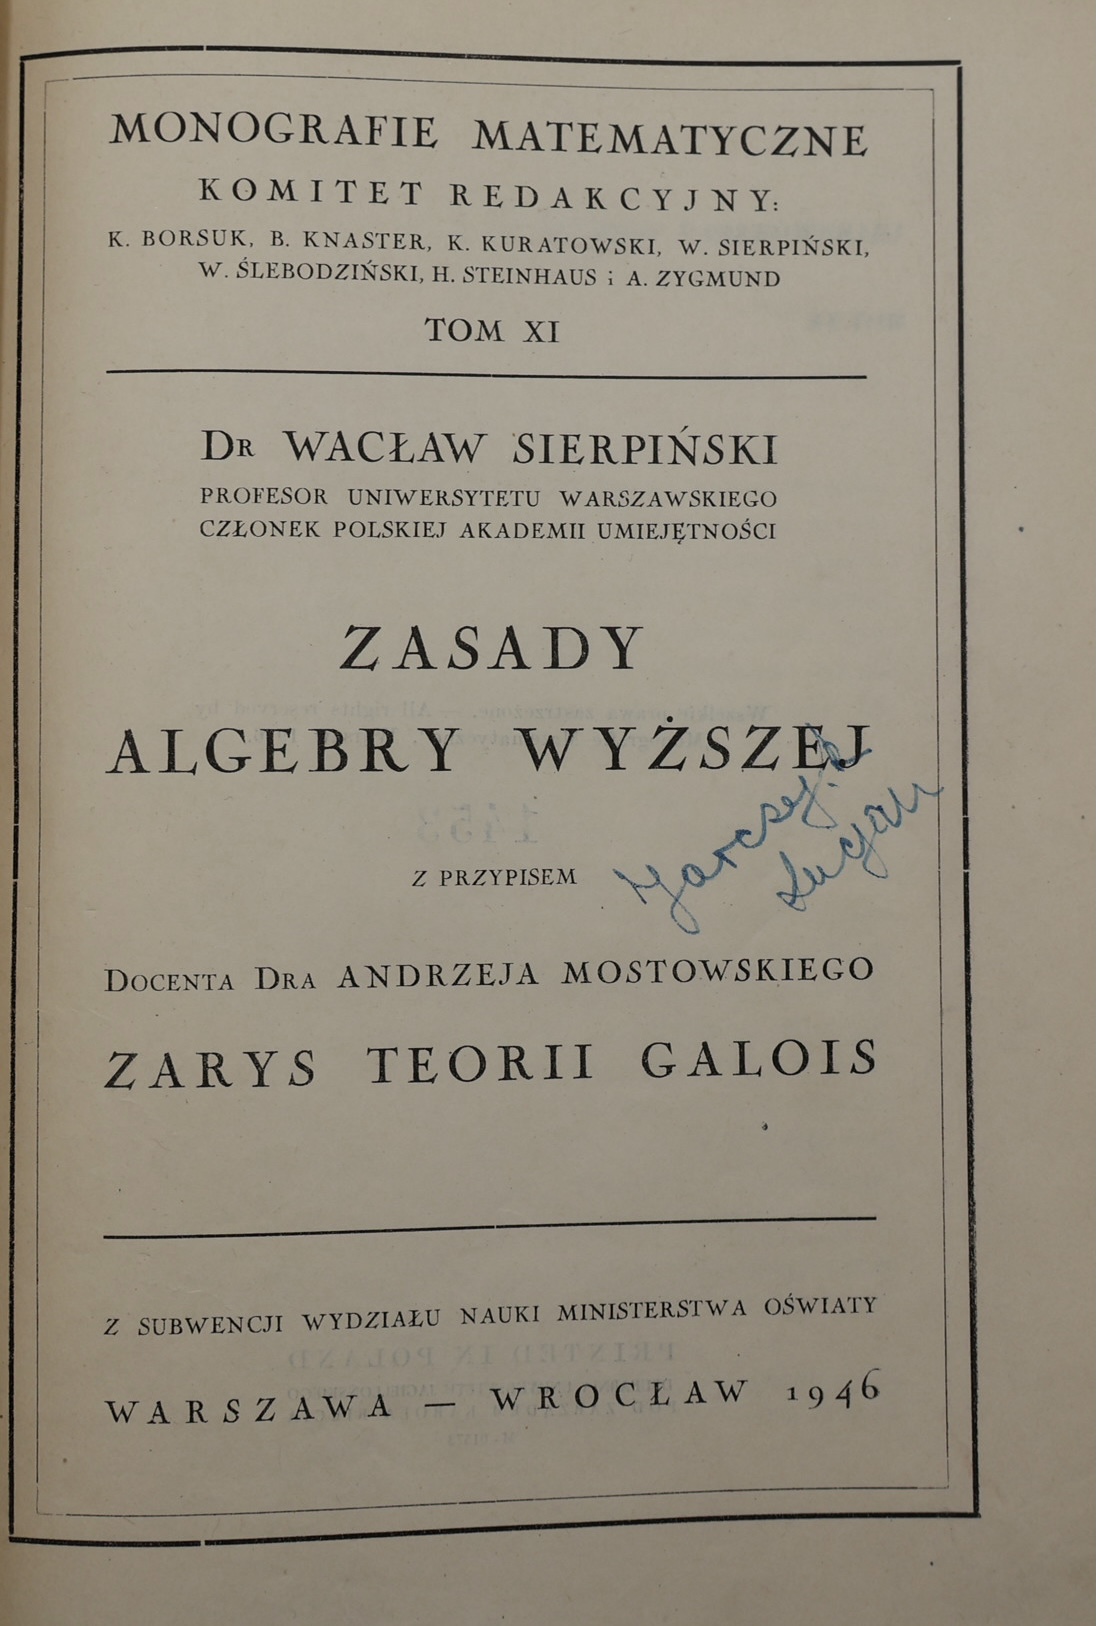 MONOGRAFIE MATEMATYCZNE
KOMITET REDAKCYJNY:
K. BORSUK, B. KNASTER, K. KURATOWSKI, W. SIERPIŃSKI,
W. ŚLEBODZIŃSKI, H. STEINHAUS i A. ZYGMUND
TOM XI
DR WACŁAW SIERPIŃSKI
PROFESOR UNIWERSYTETU WARSZAWSKIEGO
CZŁONEK POLSKIEJ AKADEMII UMIEJĘTNOŚCI
ZASADY
ALGEBRY WYŻSZEJ
Z PRZYPISEM
DOCENTA DRA ANDRZEJA MOSTOWSKIEGO
ZARYS TEORII GALOIS
Z SUBWENCJI WYDZIAŁU NAUKI MINISTERSTWA OŚWIATY
WARSZAWA — WROCŁAW 1946